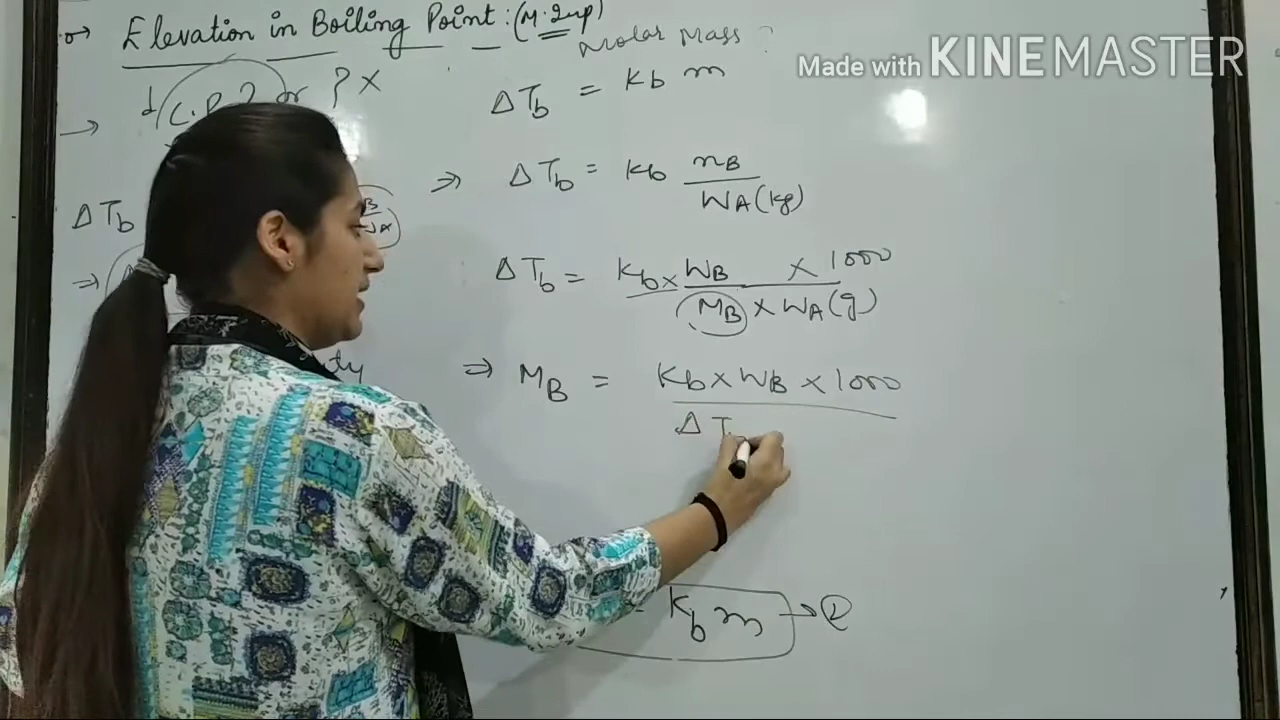 Elevation in Boiling Point :
Molar Mass ?
Made with KINEMASTER
ΔTb = Kb m
⇒ ΔTb = Kb nB / WA(kg)
ΔTb
ΔTb = Kb × WB × 1000 / MB × WA(g)
⇒ MB = Kb × WB × 1000 / ΔT
Kb m → 2